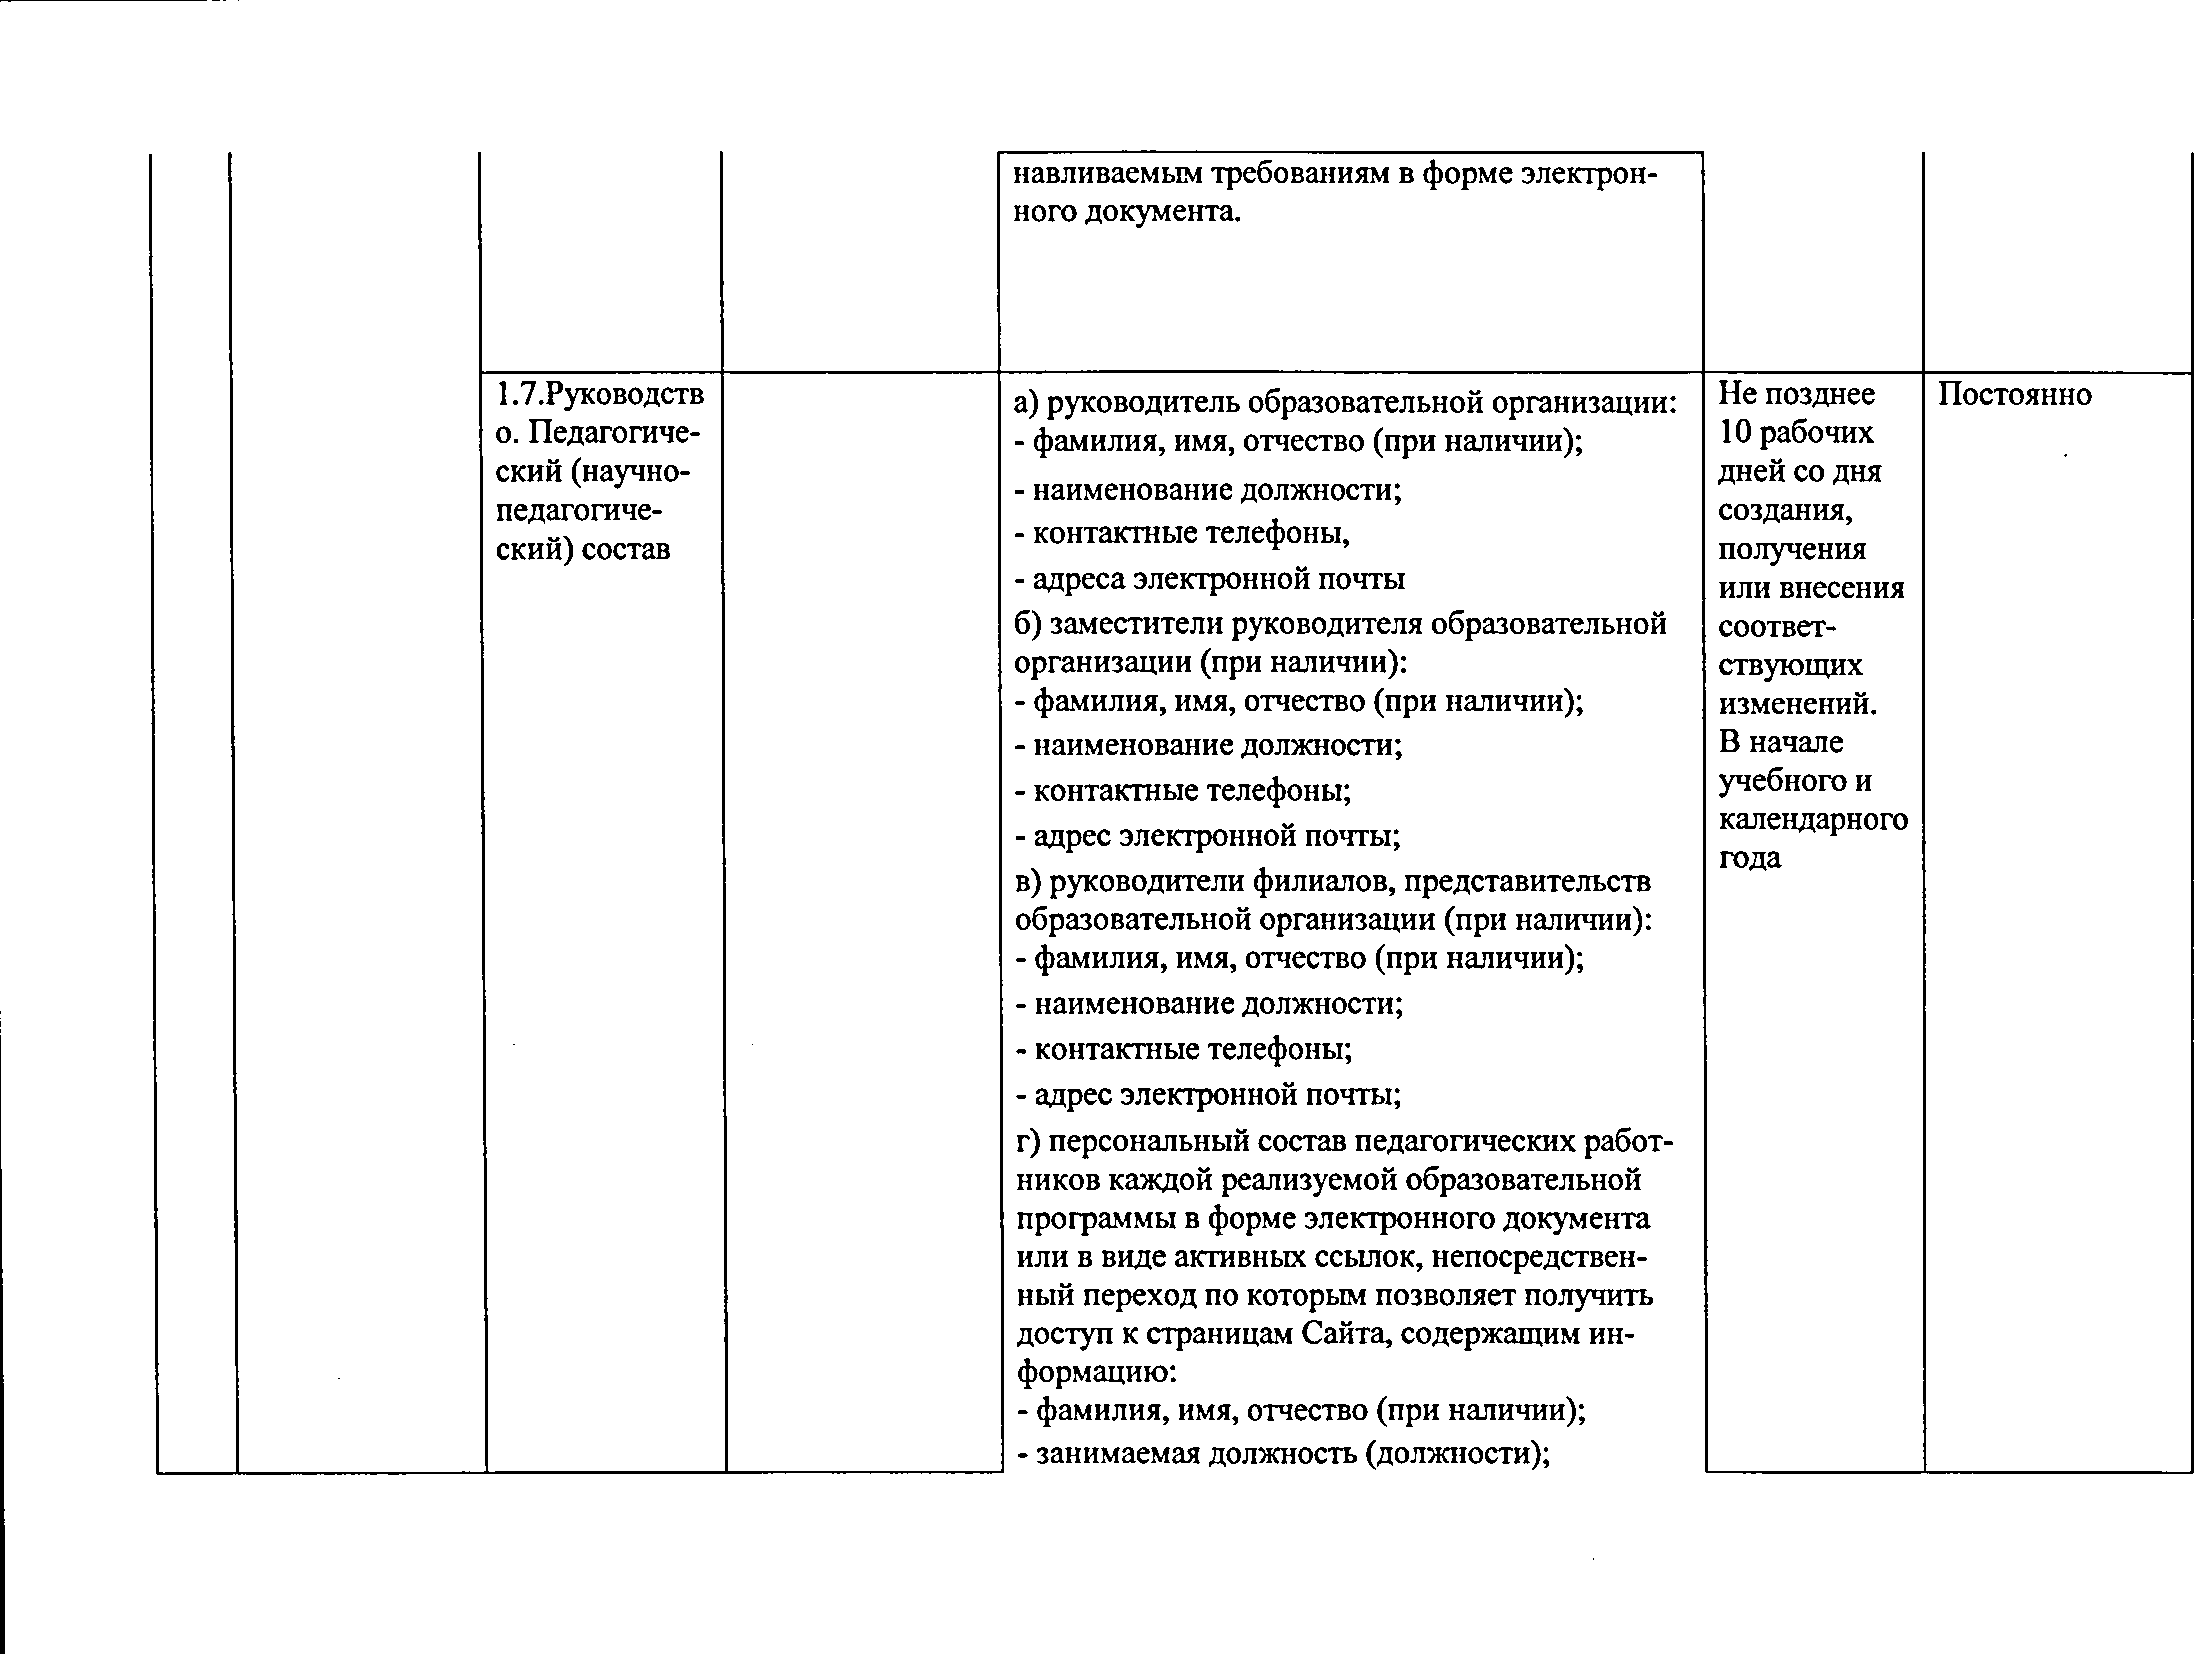 навливаемым требованиям в форме электрон-
ного документа.
1.7.Руководств
о. Педагогиче-
ский (научно-
педагогиче-
ский) состав
а) руководитель образовательной организации:
- фамилия, имя, отчество (при наличии);
- наименование должности;
- контактные телефоны,
- адреса электронной почты
б) заместители руководителя образовательной
организации (при наличии):
- фамилия, имя, отчество (при наличии);
- наименование должности;
- контактные телефоны;
- адрес электронной почты;
в) руководители филиалов, представительств
образовательной организации (при наличии):
- фамилия, имя, отчество (при наличии);
- наименование должности;
- контактные телефоны;
- адрес электронной почты;
г) персональный состав педагогических работ-
ников каждой реализуемой образовательной
программы в форме электронного документа
или в виде активных ссылок, непосредствен-
ный переход по которым позволяет получить
доступ к страницам Сайта, содержащим ин-
формацию:
- фамилия, имя, отчество (при наличии);
- занимаемая должность (должности);
Не позднее
10 рабочих
дней со дня
создания,
получения
или внесения
соответ-
ствующих
изменений.
В начале
учебного и
календарного
года
Постоянно